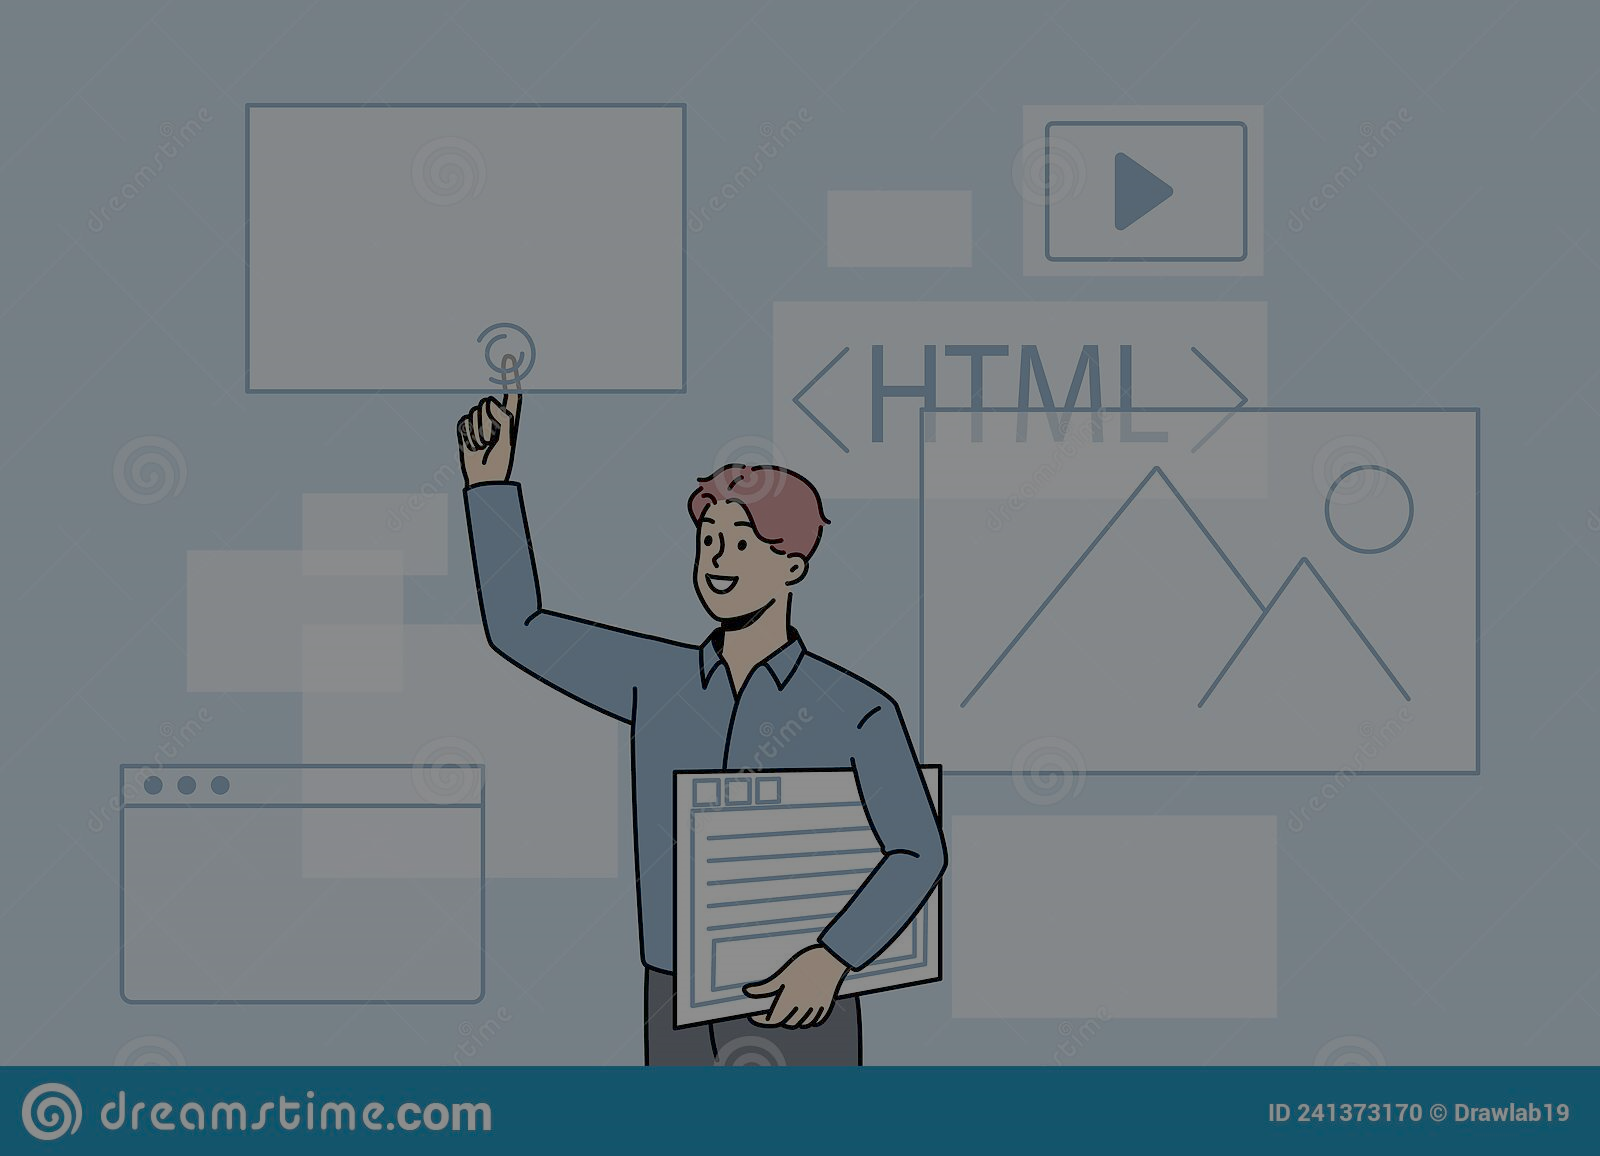 <HTML>
dreamstime.com
ID 241373170 © Drawlab19